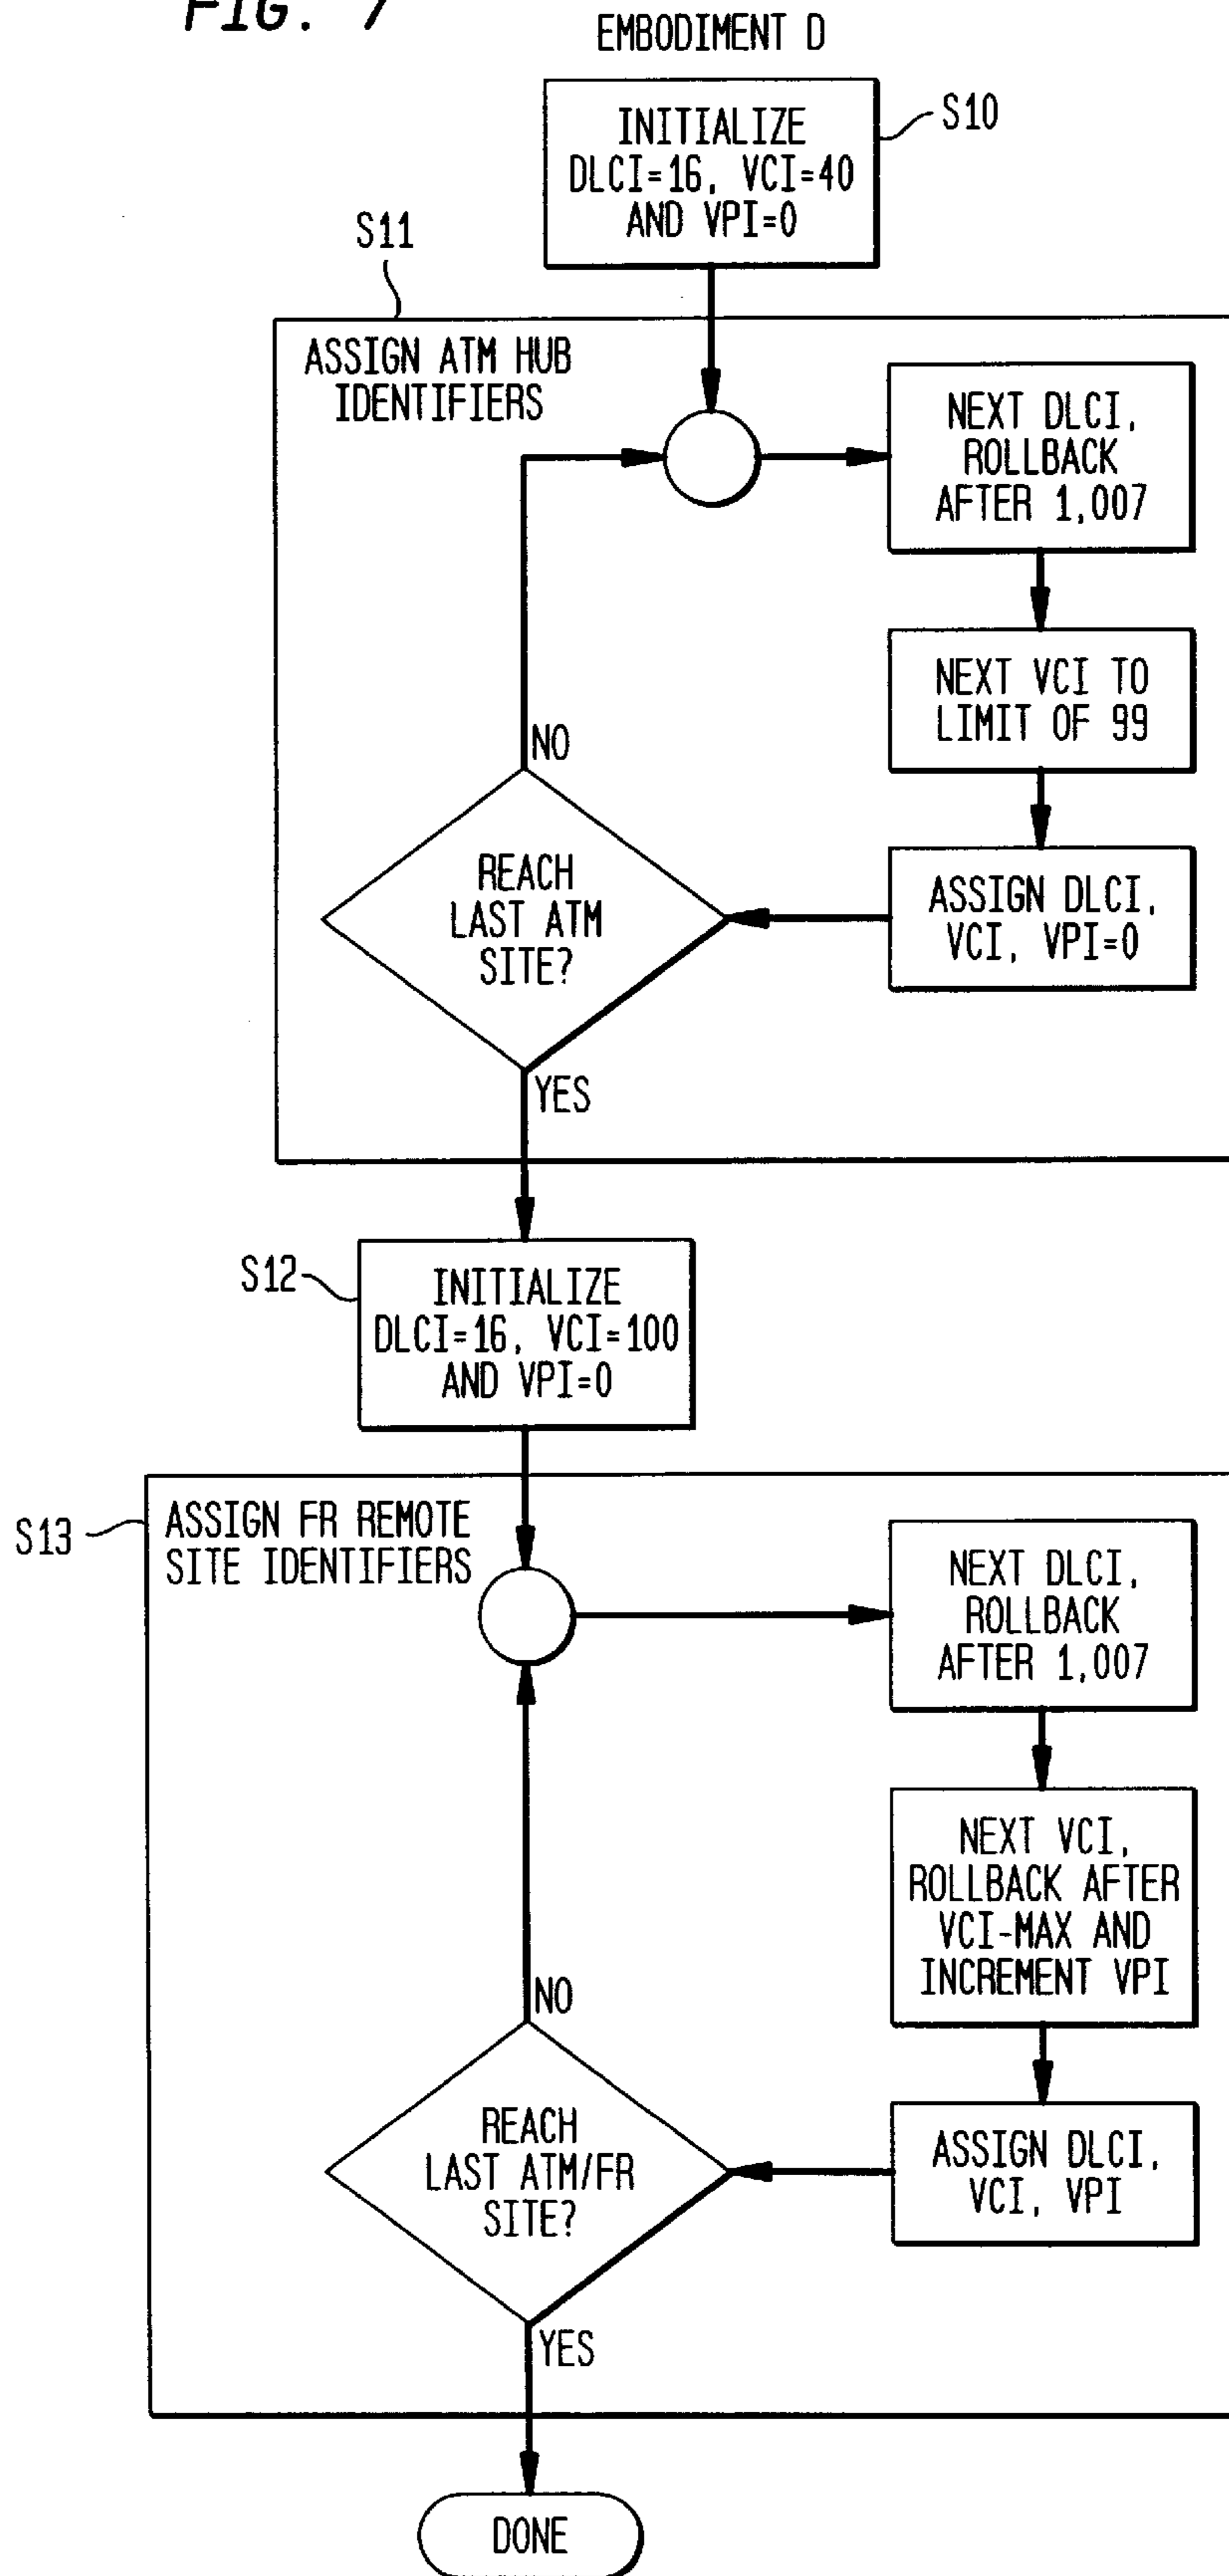 FIG. 7
EMBODIMENT D
INITIALIZE
DLCI=16, VCI=40
AND VPI=0
S10
S11
ASSIGN ATM HUB
IDENTIFIERS
NEXT DLCI,
ROLLBACK
AFTER 1,007
NEXT VCI TO
LIMIT OF 99
ASSIGN DLCI,
VCI, VPI=0
NO
REACH
LAST ATM
SITE?
YES
S12
INITIALIZE
DLCI=16, VCI=100
AND VPI=0
S13
ASSIGN FR REMOTE
SITE IDENTIFIERS
NEXT DLCI,
ROLLBACK
AFTER 1,007
NEXT VCI,
ROLLBACK AFTER
VCI-MAX AND
INCREMENT VPI
ASSIGN DLCI,
VCI, VPI
NO
REACH
LAST ATM/FR
SITE?
YES
DONE